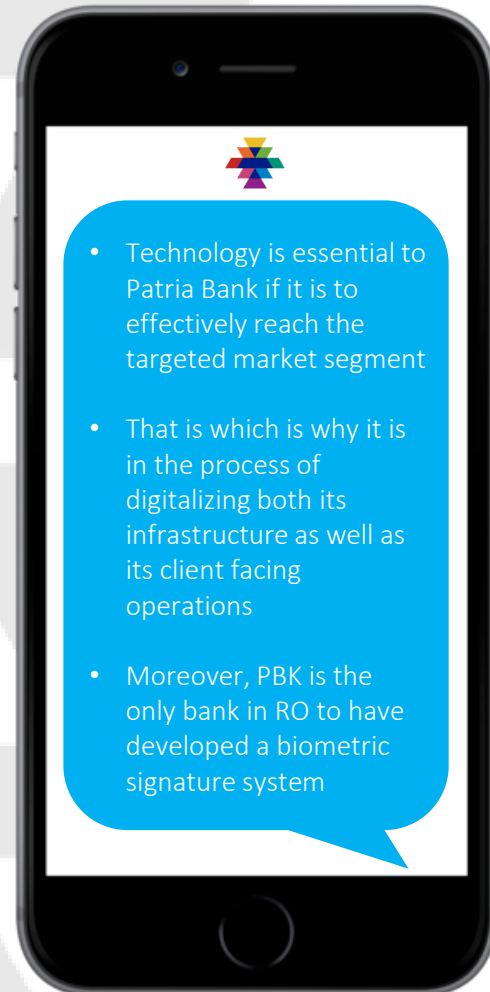 • Technology is essential to
Patria Bank if it is to
effectively reach the
targeted market segment
• That is which is why it is
in the process of
digitalizing both its
infrastructure as well as
its client facing
operations
• Moreover, PBK is the
only bank in RO to have
developed a biometric
signature system